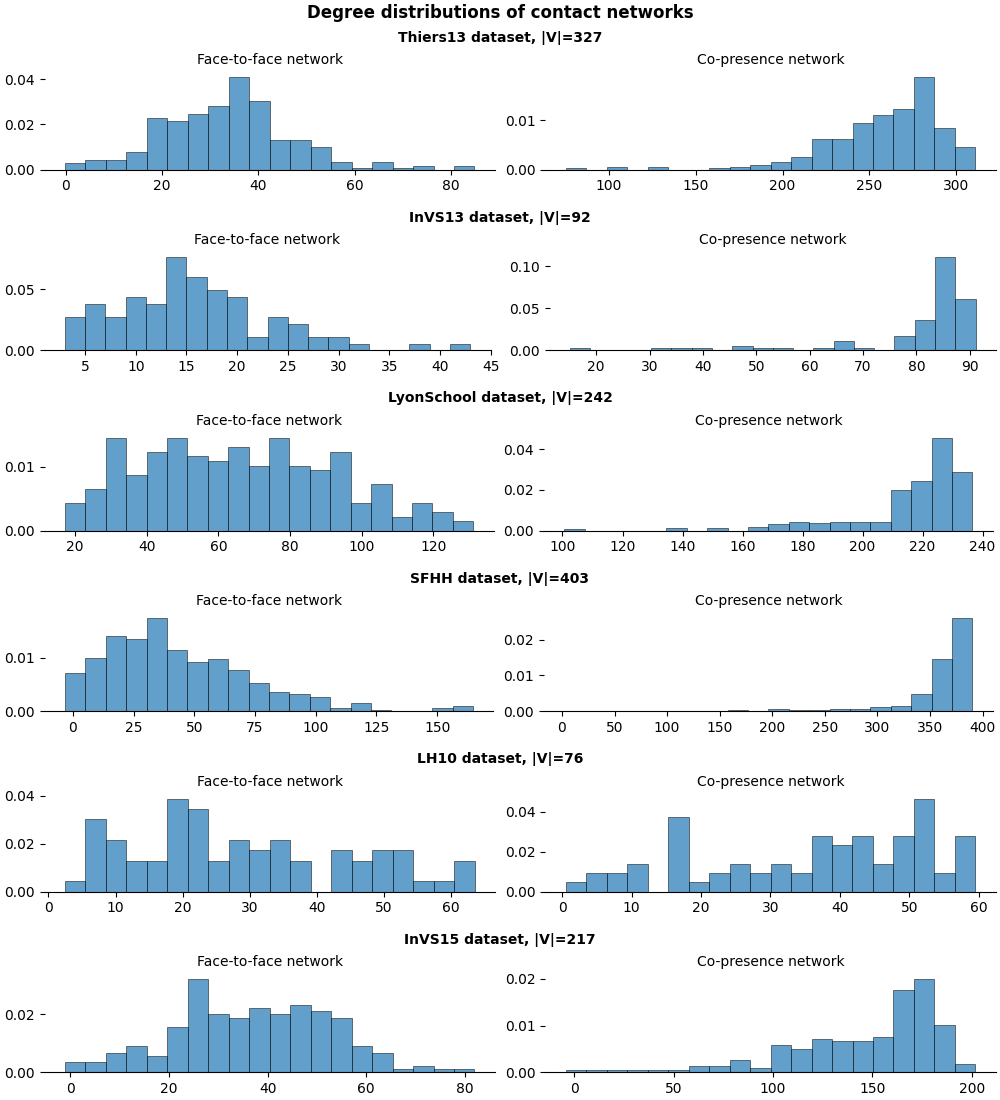 Degree distributions of contact networks
Thiers13 dataset, |V|=327
Face-to-face network
Co-presence network
0.04
0.02
0.00
0 20 40 60 80
0.01
0.00
100 150 200 250 300
InVS13 dataset, |V|=92
Face-to-face network
Co-presence network
0.05
0.00
5 10 15 20 25 30 35 40 45
0.10
0.05
0.00
20 30 40 50 60 70 80 90
LyonSchool dataset, |V|=242
Face-to-face network
Co-presence network
0.01
0.00
20 40 60 80 100 120
0.04
0.02
0.00
100 120 140 160 180 200 220 240
SFHH dataset, |V|=403
Face-to-face network
Co-presence network
0.01
0.00
0 25 50 75 100 125 150
0.02
0.01
0.00
0 50 100 150 200 250 300 350 400
LH10 dataset, |V|=76
Face-to-face network
Co-presence network
0.04
0.02
0.00
0 10 20 30 40 50 60
0.04
0.02
0.00
0 10 20 30 40 50 60
InVS15 dataset, |V|=217
Face-to-face network
Co-presence network
0.02
0.00
0 20 40 60 80
0.02
0.01
0.00
0 50 100 150 200